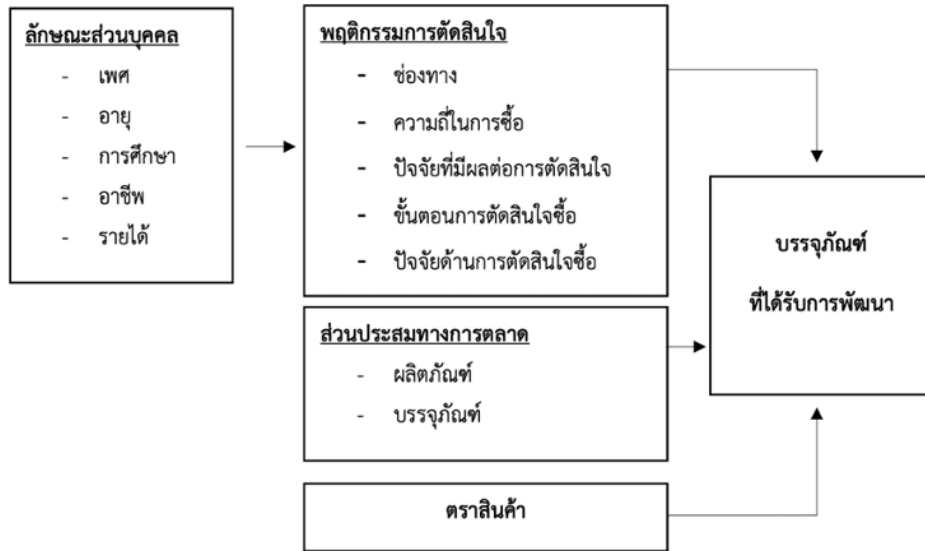 ลักษณะส่วนบุคคล
- เพศ
- อายุ
- การศึกษา
- อาชีพ
- รายได้
พฤติกรรมการตัดสินใจ
- ช่องทาง
- ความถี่ในการซื้อ
- ปัจจัยที่มีผลต่อการตัดสินใจ
- ขั้นตอนการตัดสินใจซื้อ
- ปัจจัยด้านการตัดสินใจซื้อ
ส่วนประสมทางการตลาด
- ผลิตภัณฑ์
- บรรจุภัณฑ์
ตราสินค้า
บรรจุภัณฑ์
ที่ได้รับการพัฒนา